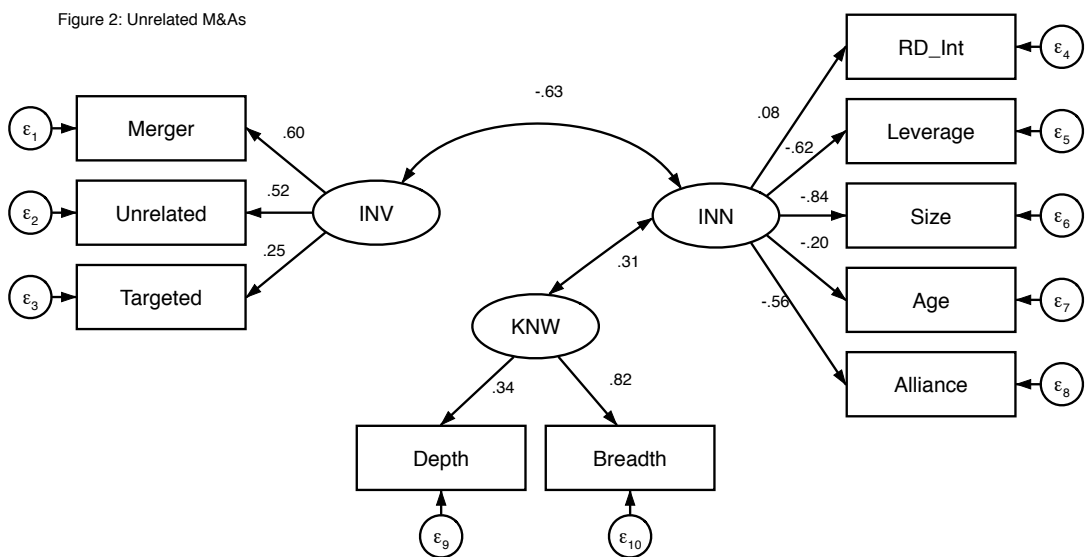 Figure 2: Unrelated M&As
RD_Int
ε4
-.63
.08
Merger
ε1
.60
Leverage
ε5
-.62
Unrelated
ε2
.52
INV
INN
-.84
Size
ε6
.25
-.20
Targeted
ε3
.31
Age
ε7
-.56
KNW
Alliance
ε8
.34
.82
Depth
Breadth
ε9
ε10